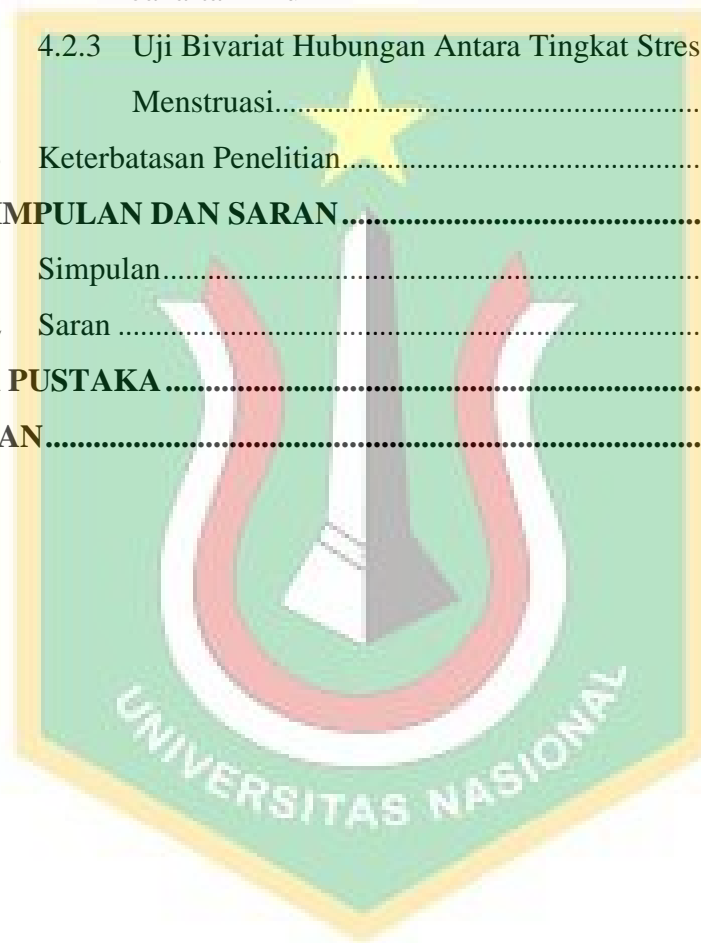 4.2.3 Uji Bivariat Hubungan Antara Tingkat Stres
Menstruasi..............................................................
Keterbatasan Penelitian.....................................................
IMPULAN DAN SARAN...................................................
Simpulan..............................................................................
Saran ...................................................................................
PUSTAKA............................................................................
AN........................................................................................
UNIVERSITAS NASIONAL